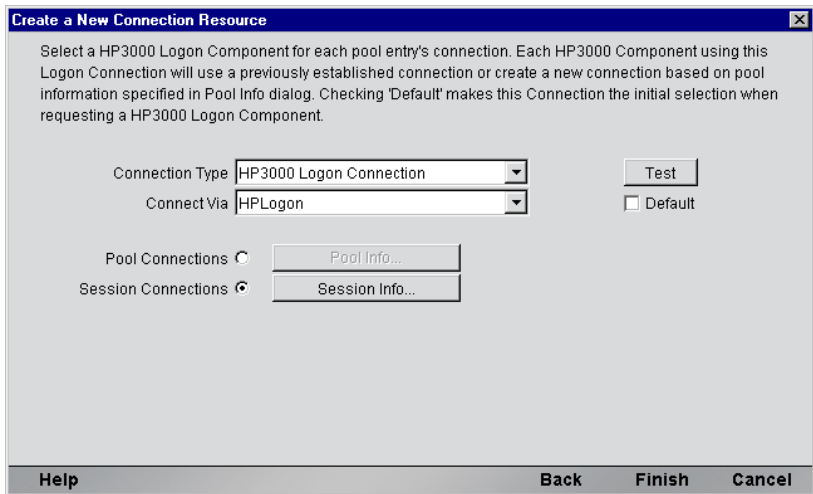 Create a New Connection Resource
Select a HP3000 Logon Component for each pool entry's connection. Each HP3000 Component using this
Logon Connection will use a previously established connection or create a new connection based on pool
information specified in Pool Info dialog. Checking 'Default' makes this Connection the initial selection when
requesting a HP3000 Logon Component.
Connection Type HP3000 Logon Connection Test
Connect Via HPLogon Default
Pool Connections Pool Info...
Session Connections Session Info...
Help Back Finish Cancel